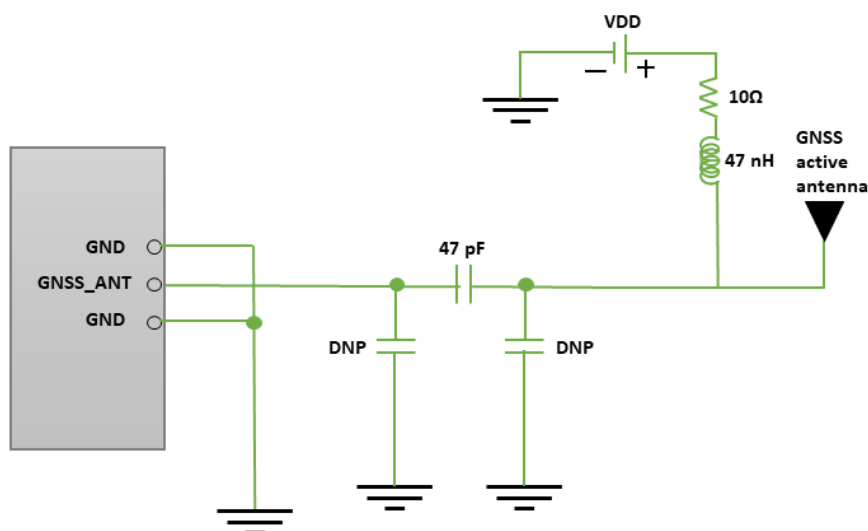 VDD
— +
10Ω
GNSS
active
antenna
47 nH
GND
47 pF
GNSS_ANT
GND
DNP
DNP